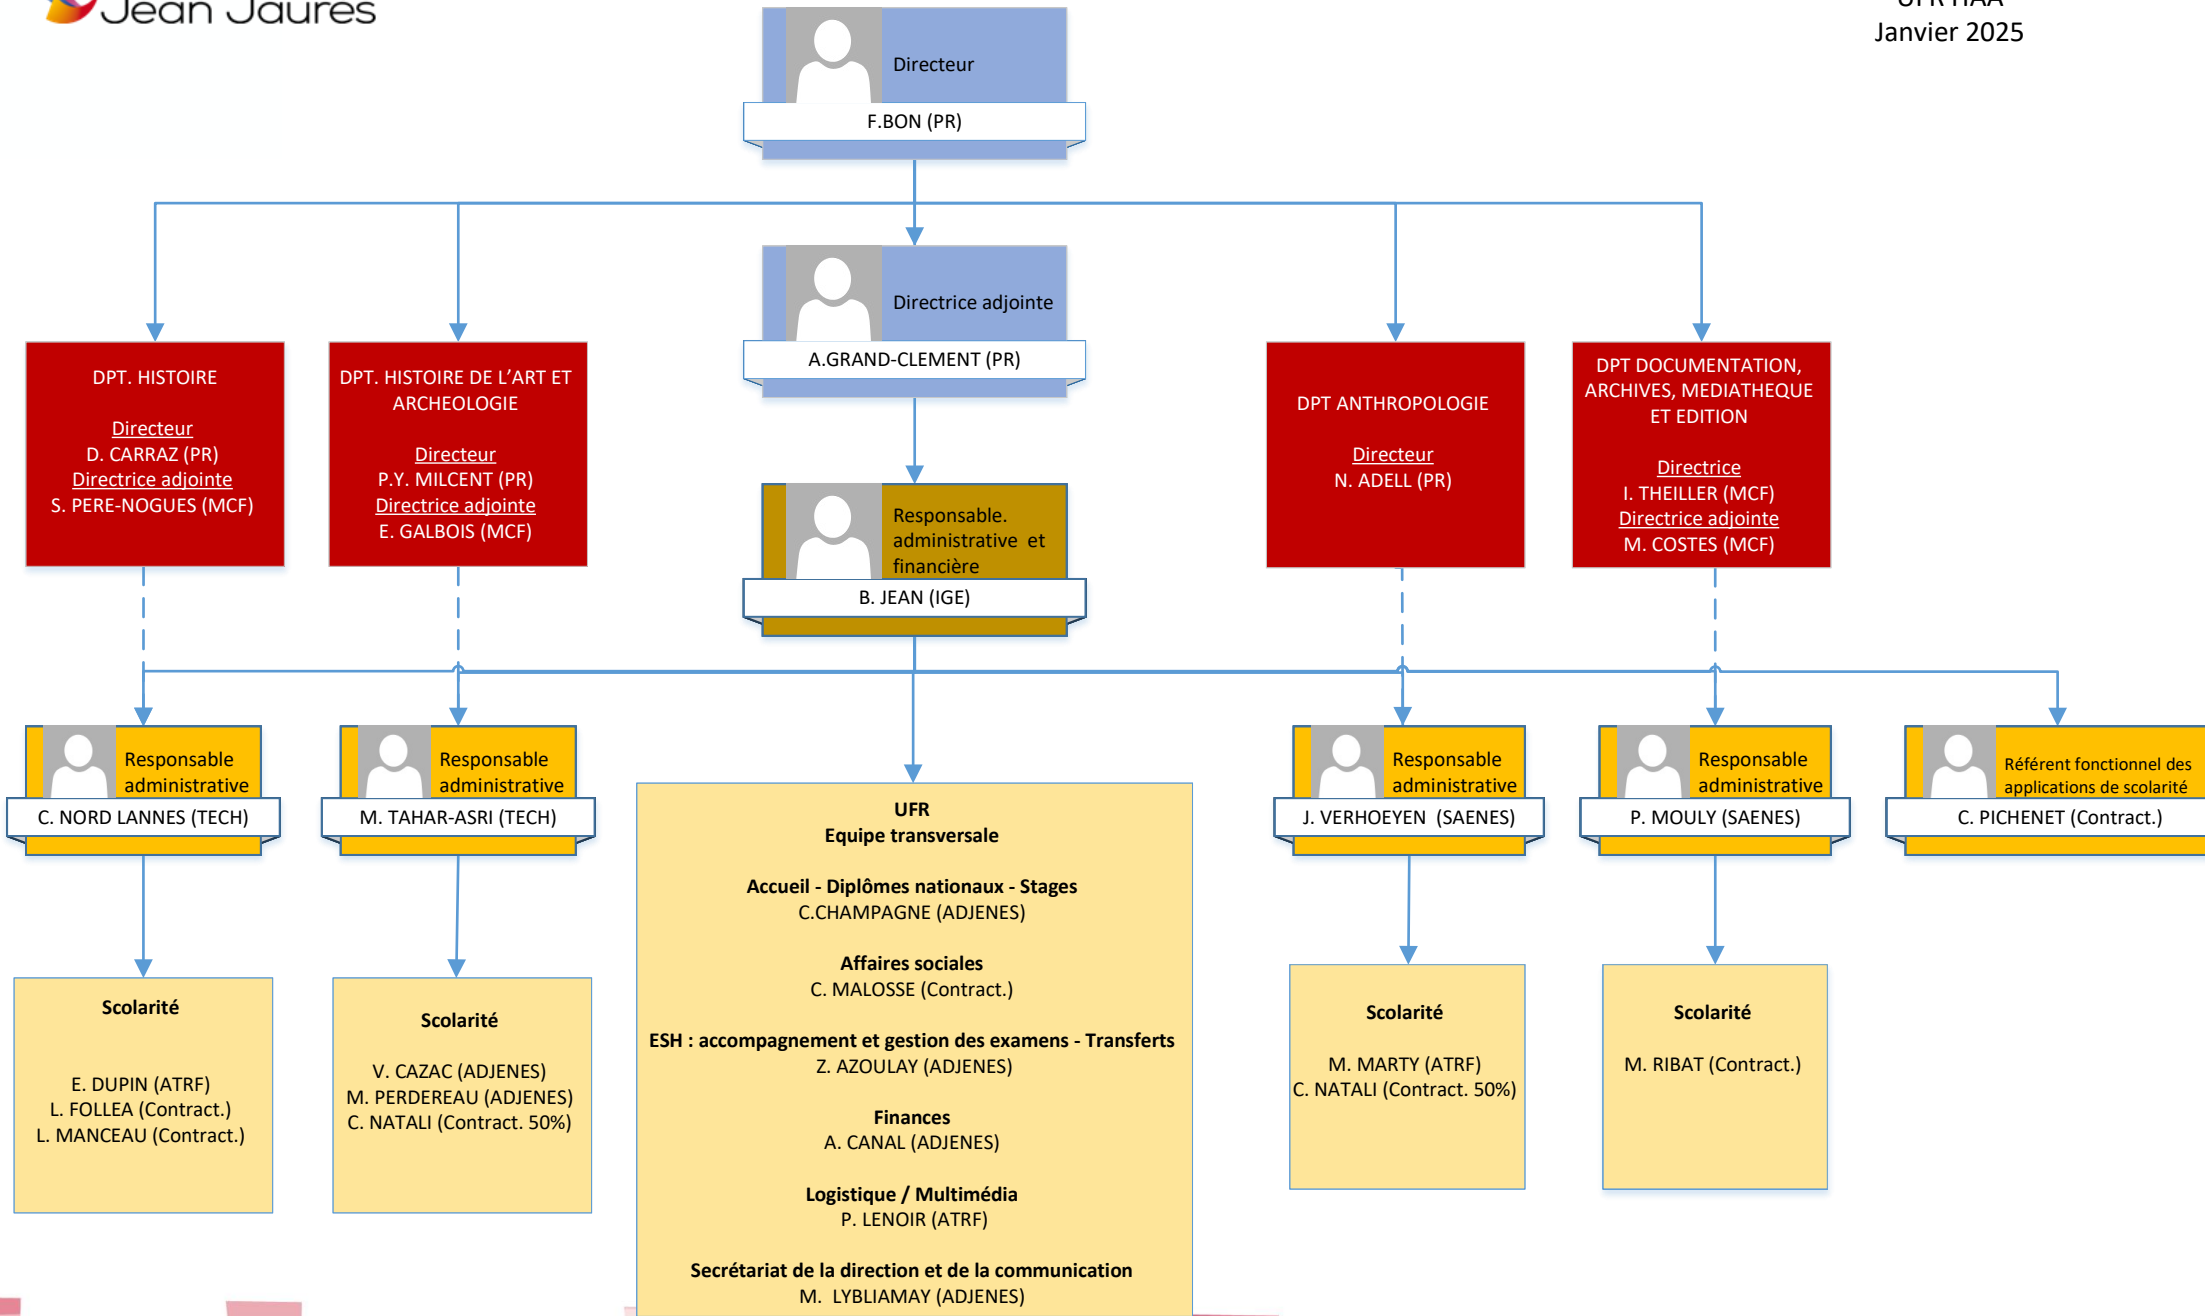 Jean Jaurès
UFR HAA
Janvier 2025
Directeur
F.BON (PR)
Directrice adjointe
A.GRAND-CLEMENT (PR)
DPT. HISTOIRE
Directeur
D. CARRAZ (PR)
Directrice adjointe
S. PERE-NOGUES (MCF)
DPT. HISTOIRE DE L’ART ET
ARCHEOLOGIE
Directeur
P.Y. MILCENT (PR)
Directrice adjointe
E. GALBOIS (MCF)
Responsable.
administrative et
financière
B. JEAN (IGE)
DPT ANTHROPOLOGIE
Directeur
N. ADELL (PR)
DPT DOCUMENTATION,
ARCHIVES, MEDIATHEQUE
ET EDITION
Directrice
I. THEILLER (MCF)
Directrice adjointe
M. COSTES (MCF)
Responsable
administrative
C. NORD LANNES (TECH)
Responsable
administrative
M. TAHAR-ASRI (TECH)
Responsable
administrative
J. VERHOEYEN (SAENES)
Responsable
administrative
P. MOULY (SAENES)
Référent fonctionnel des
applications de scolarité
C. PICHENET (Contract.)
Scolarité
E. DUPIN (ATRF)
L. FOLLEA (Contract.)
L. MANCEAU (Contract.)
Scolarité
V. CAZAC (ADJENES)
M. PERDEREAU (ADJENES)
C. NATALI (Contract. 50%)
UFR
Equipe transversale
Accueil - Diplômes nationaux - Stages
C.CHAMPAGNE (ADJENES)
Affaires sociales
C. MALOSSE (Contract.)
ESH : accompagnement et gestion des examens - Transferts
Z. AZOULAY (ADJENES)
Finances
A. CANAL (ADJENES)
Logistique / Multimédia
P. LENOIR (ATRF)
Secrétariat de la direction et de la communication
M. LYBLIAMAY (ADJENES)
Scolarité
M. MARTY (ATRF)
C. NATALI (Contract. 50%)
Scolarité
M. RIBAT (Contract.)